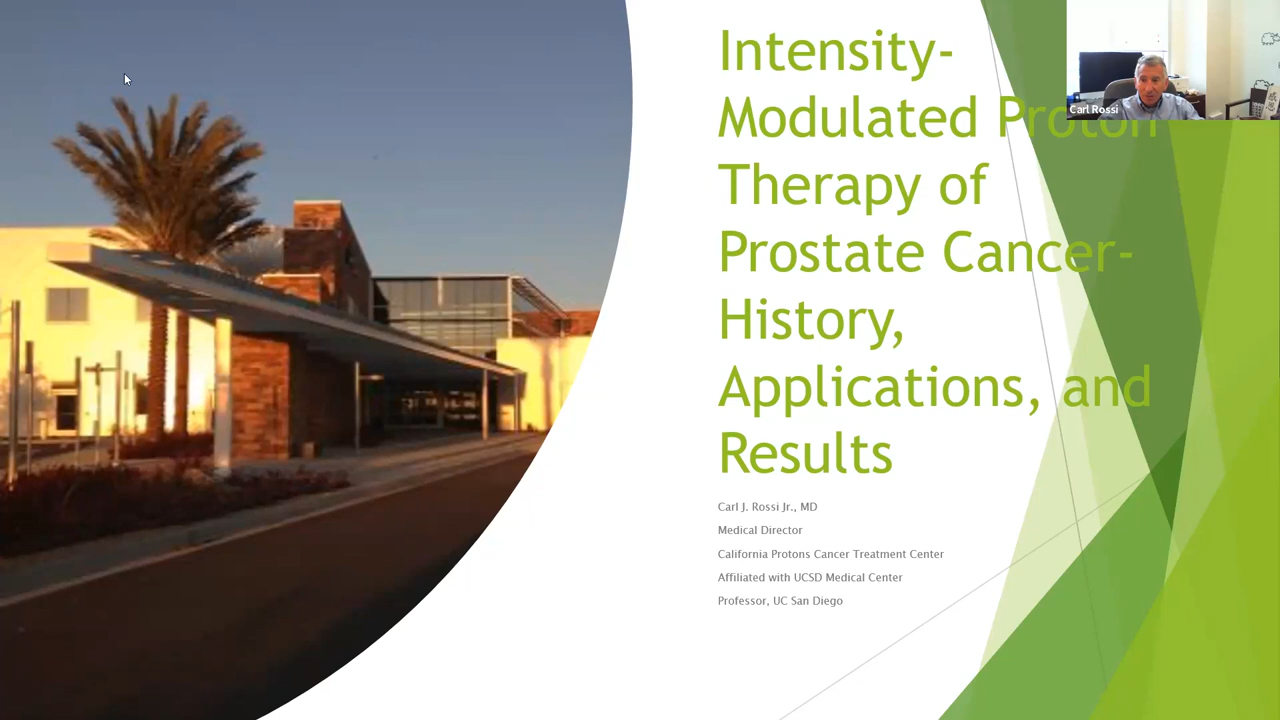 Intensity-
Modulated Proton
Therapy of
Prostate Cancer-
History,
Applications, and
Results
Carl J. Rossi Jr., MD
Medical Director
California Protons Cancer Treatment Center
Affiliated with UCSD Medical Center
Professor, UC San Diego
Carl Rossi